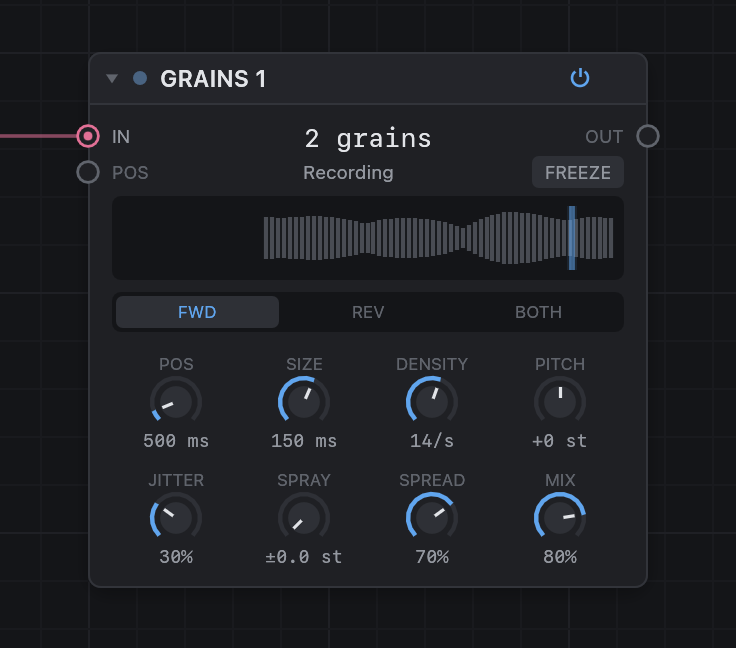 GRAINS 1
IN 2 grains OUT
POS Recording FREEZE
FWD REV BOTH
POS SIZE DENSITY PITCH
500 ms 150 ms 14/s +0 st
JITTER SPRAY SPREAD MIX
30% ±0.0 st 70% 80%